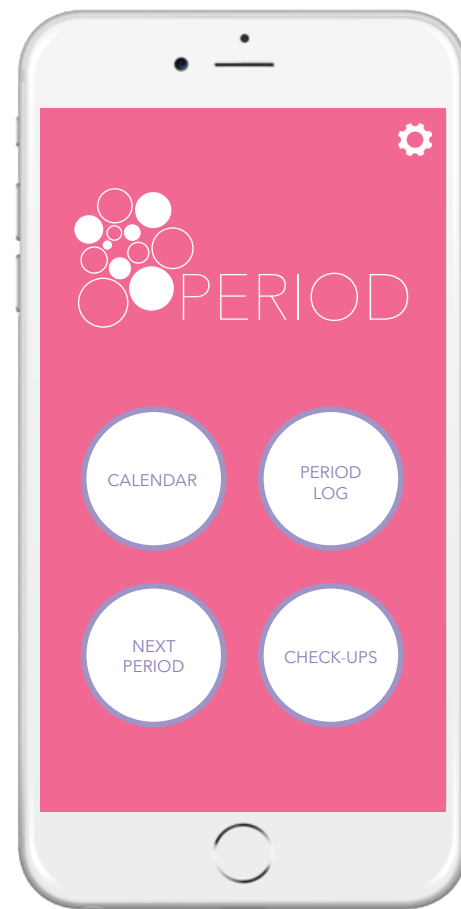 PERIOD
CALENDAR
PERIOD
LOG
NEXT
PERIOD
CHECK-UPS